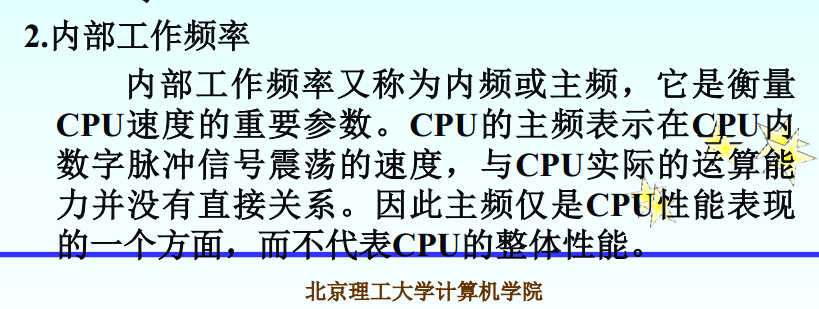 2.内部工作频率
内部工作频率又称为内频或主频，它是衡量
CPU速度的重要参数。CPU的主频表示在CPU内
数字脉冲信号震荡的速度，与CPU实际的运算能
力并没有直接关系。因此主频仅是CPU性能表现
的一个方面，而不代表CPU的整体性能。
北京理工大学计算机学院